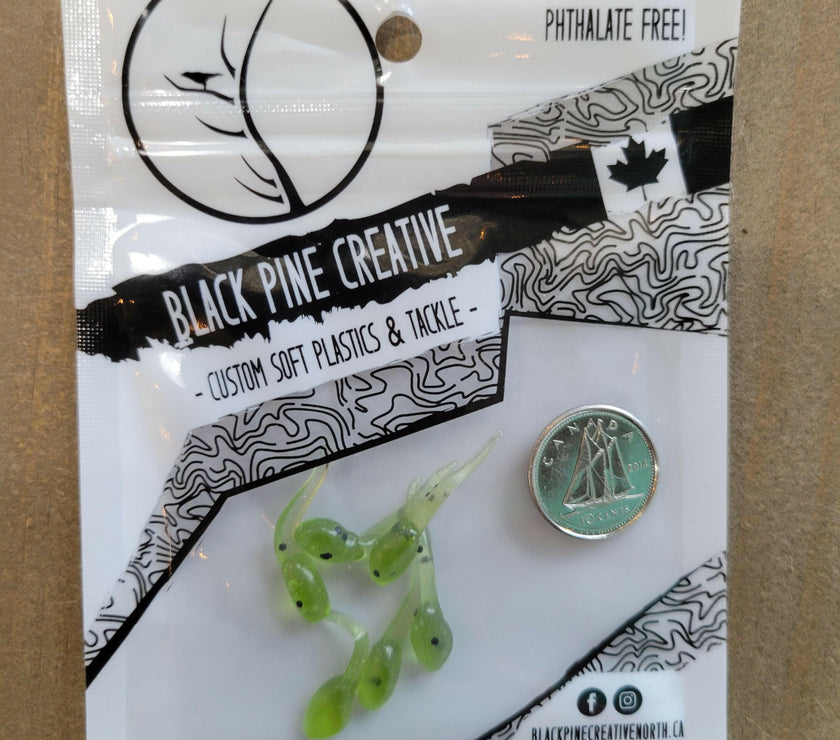 PHTHALATE FREE!
BLACK PINE CREATIVE
- CUSTOM SOFT PLASTICS & TACKLE -
CANADA
10 CENTS
f
BLACKPINECREATIVENORTH.CA